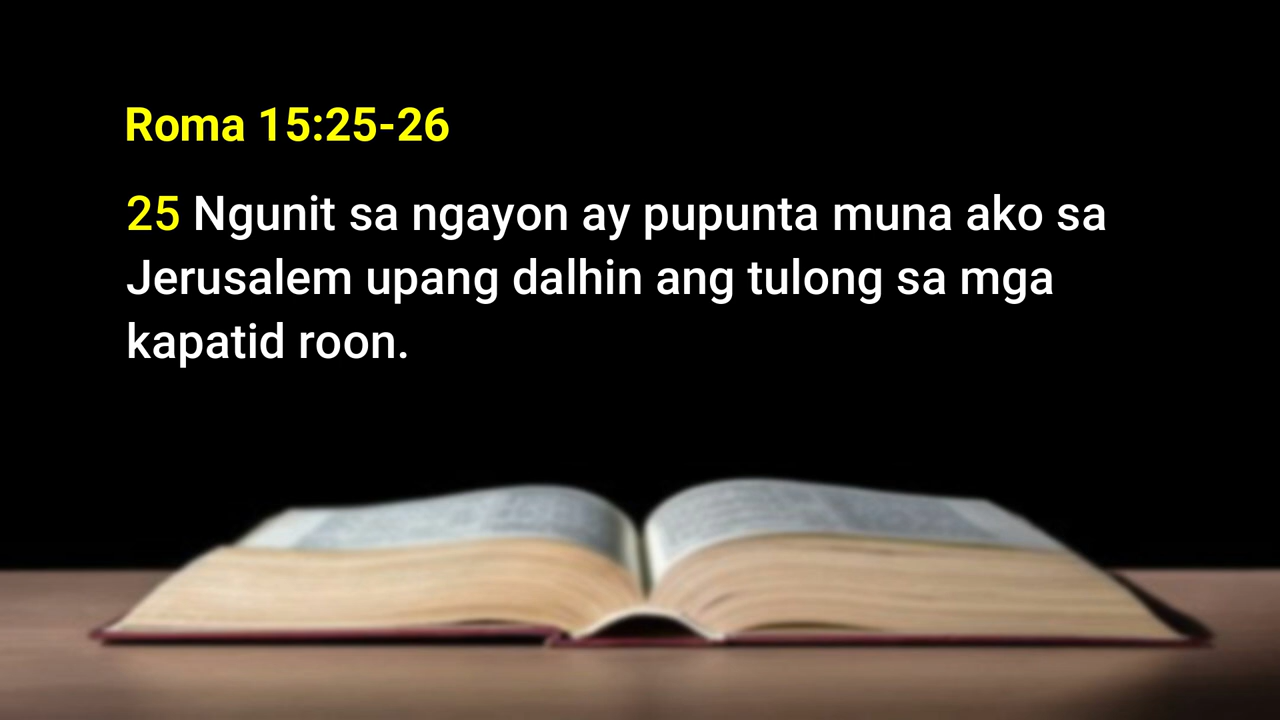 Roma 15:25-26
25 Ngunit sa ngayon ay pupunta muna ako sa
Jerusalem upang dalhin ang tulong sa mga
kapatid roon.